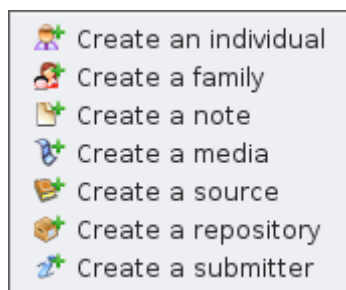 Create an individual
Create a family
Create a note
Create a media
Create a source
Create a repository
Create a submitter